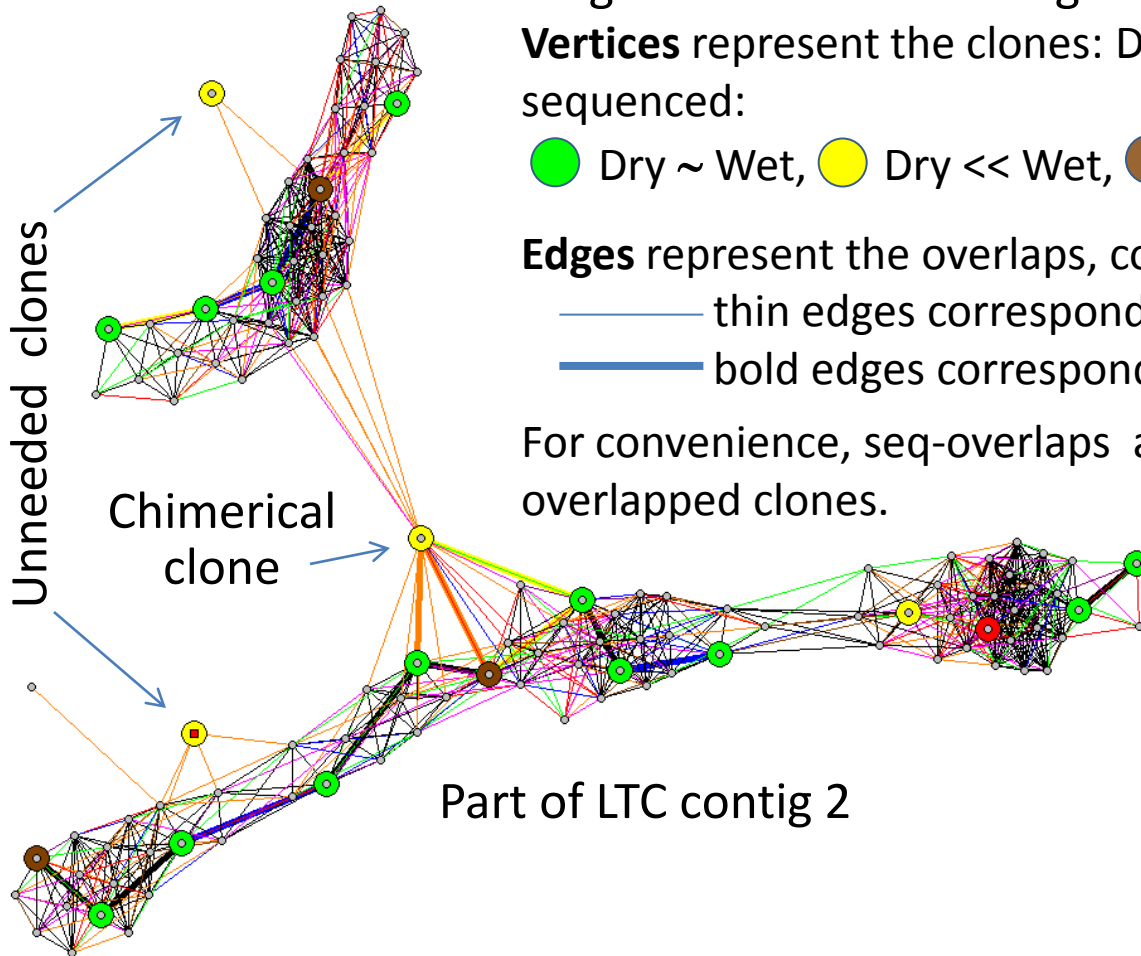 Vertices represent the clones: D
sequenced:
Dry ~ Wet, Dry << Wet,
Edges represent the overlaps, co
thin edges correspond
bold edges correspond
For convenience, seq-overlaps a
overlapped clones.
Unneeded clones
Chimerical
clone
Part of LTC contig 2